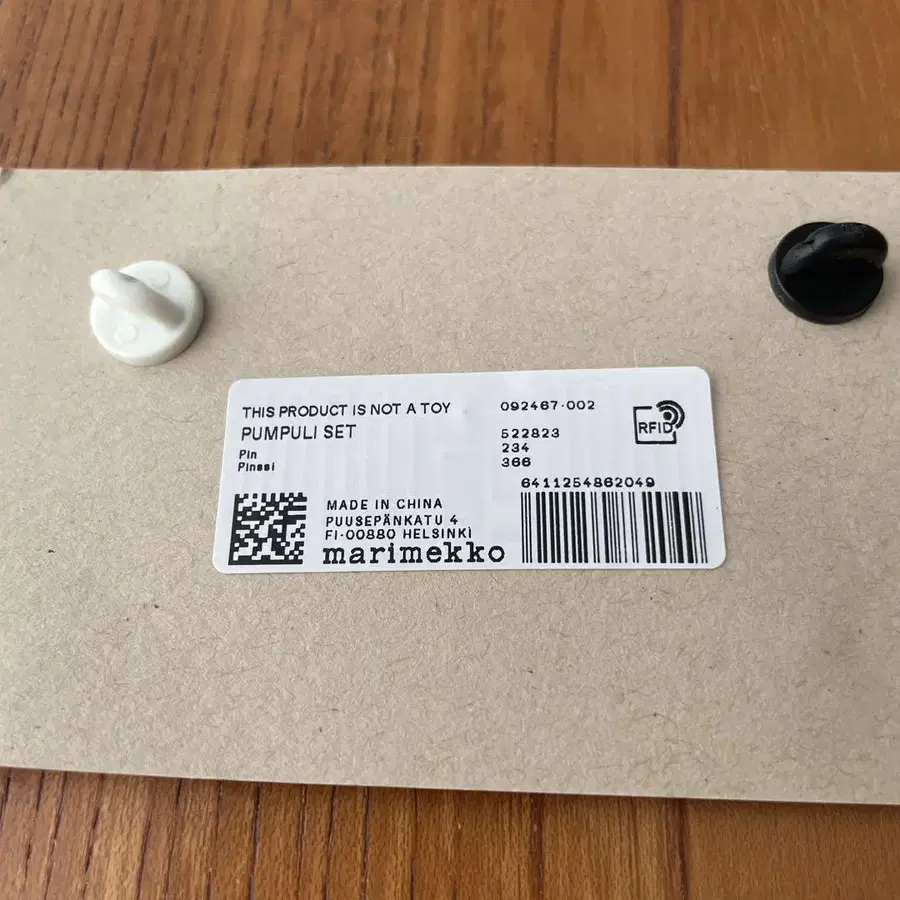 THIS PRODUCT IS NOT A TOY
PUMPULI SET
Pin
Pinssi
092467-002
522823
234
366
RFID
6411254862049
MADE IN CHINA
PUUSEPÄNKATU 4
FI-00880 HELSINKI
marimekko